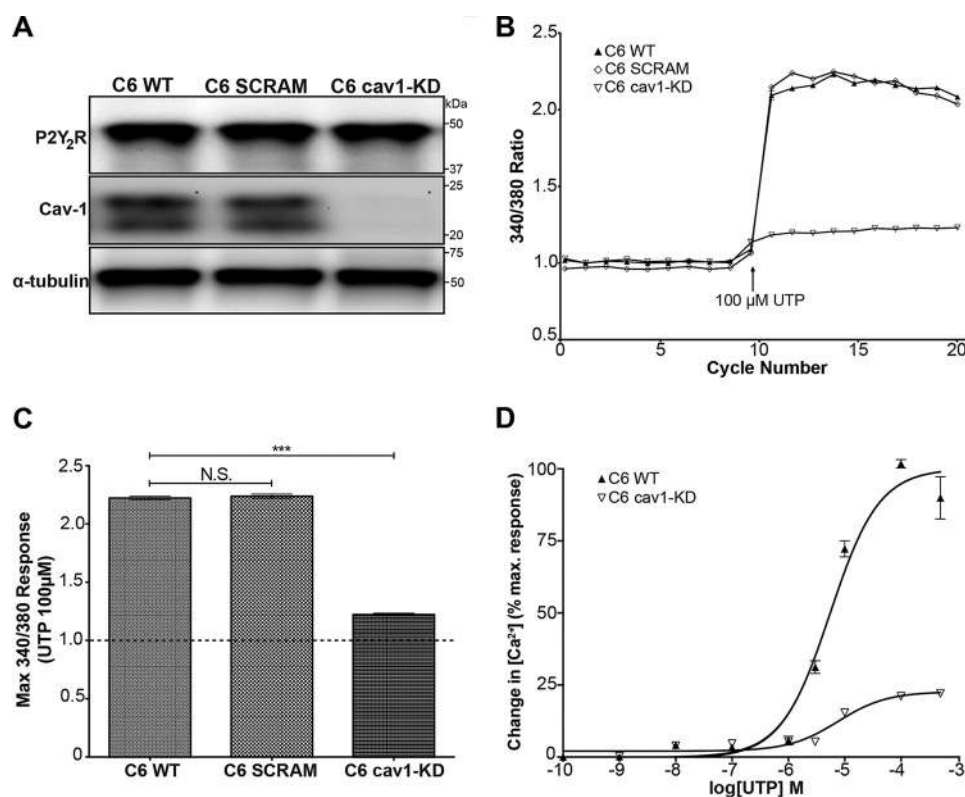 A
C6 WT C6 SCRAM C6 cav1-KD
kDa
P2Y₂R
50
37
Cav-1
25
20
α-tubulin
75
50
B
340/380 Ratio
2.5
2.0
1.5
1.0
0.5
C6 WT
C6 SCRAM
C6 cav1-KD
100 µM UTP
0 5 10 15 20
Cycle Number
C
Max 340/380 Response
(UTP 100µM)
2.5
2.0
1.5
1.0
0.5
0
***
N.S.
C6 WT C6 SCRAM C6 cav1-KD
D
Change in [Ca²⁺] (% max. response)
100
75
50
25
0
C6 WT
C6 cav1-KD
-10 -9 -8 -7 -6 -5 -4 -3
log[UTP] M